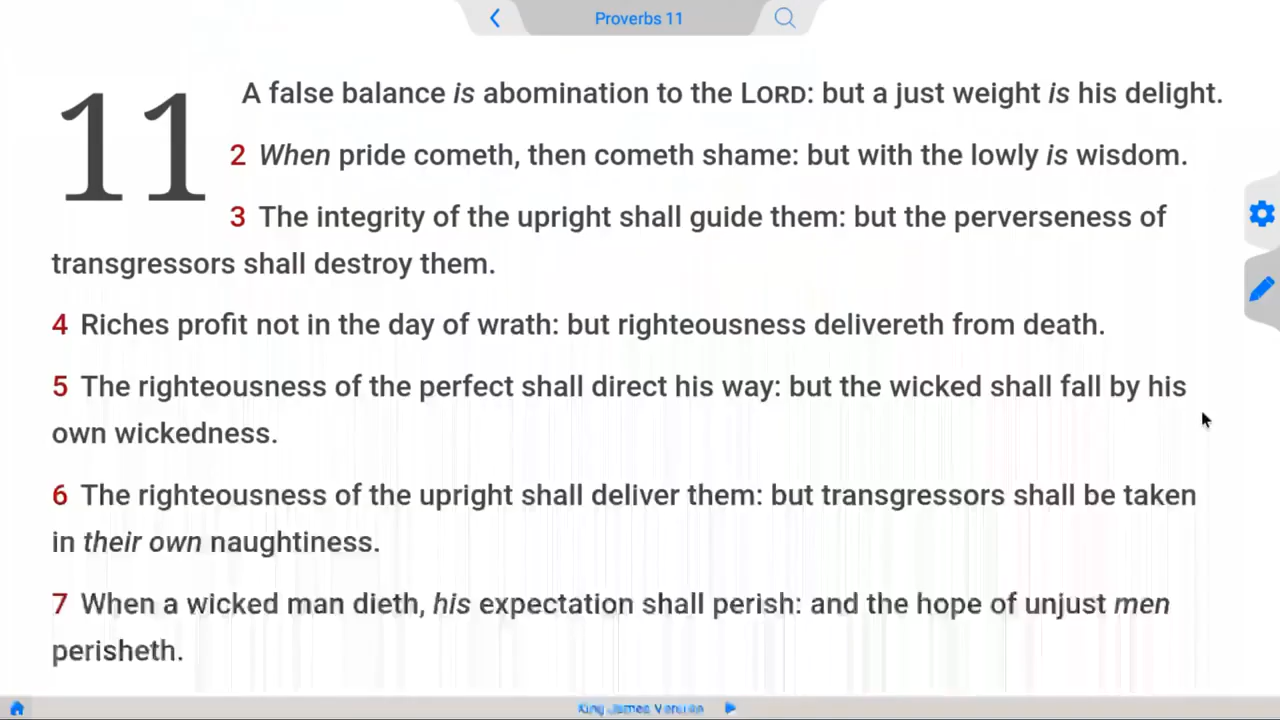 Proverbs 11
11 A false balance is abomination to the LORD: but a just weight is his delight.
2 When pride cometh, then cometh shame: but with the lowly is wisdom.
3 The integrity of the upright shall guide them: but the perverseness of
transgressors shall destroy them.
4 Riches profit not in the day of wrath: but righteousness delivereth from death.
5 The righteousness of the perfect shall direct his way: but the wicked shall fall by his
own wickedness.
6 The righteousness of the upright shall deliver them: but transgressors shall be taken
in their own naughtiness.
7 When a wicked man dieth, his expectation shall perish: and the hope of unjust men
perisheth.
King James Version